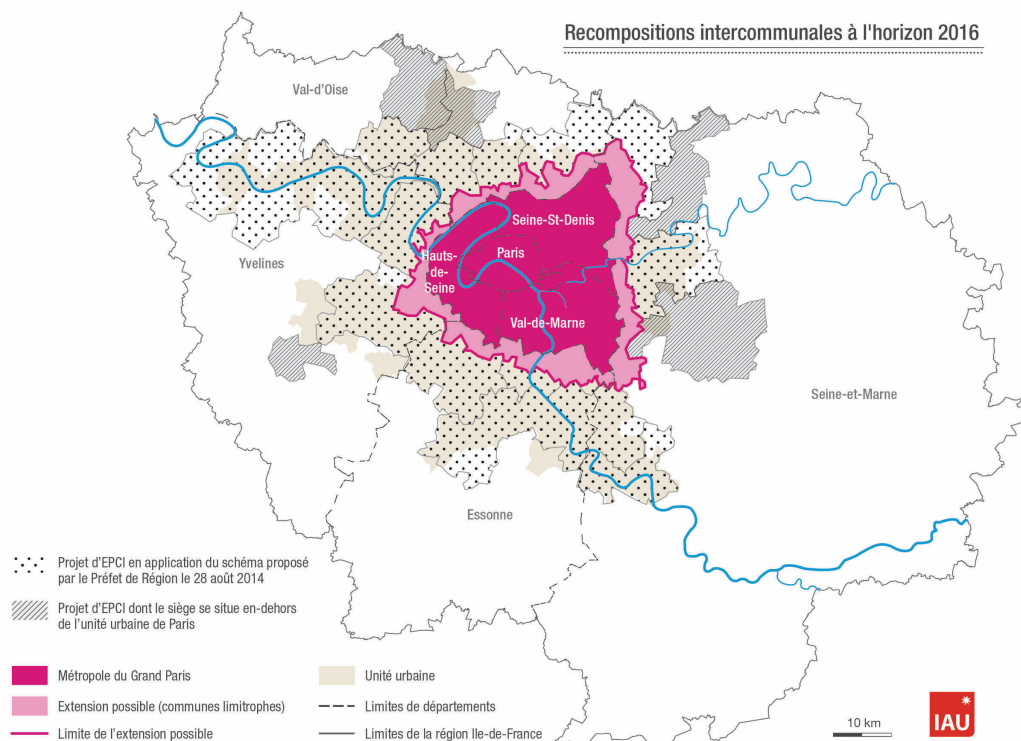 Recompositions intercommunales à l'horizon 2016
Val-d'Oise
Seine-St-Denis
Hauts-
de-
Seine
Paris
Yvelines
Val-de-Marne
Seine-et-Marne
Essonne
Projet d'EPCI en application du schéma proposé
par le Préfet de Région le 28 août 2014
Projet d'EPCI dont le siège se situe en-dehors
de l'unité urbaine de Paris
Métropole du Grand Paris
Extension possible (communes limitrophes)
Limite de l'extension possible
Unité urbaine
Limites de départements
Limites de la région Ile-de-France
10 km
IAU